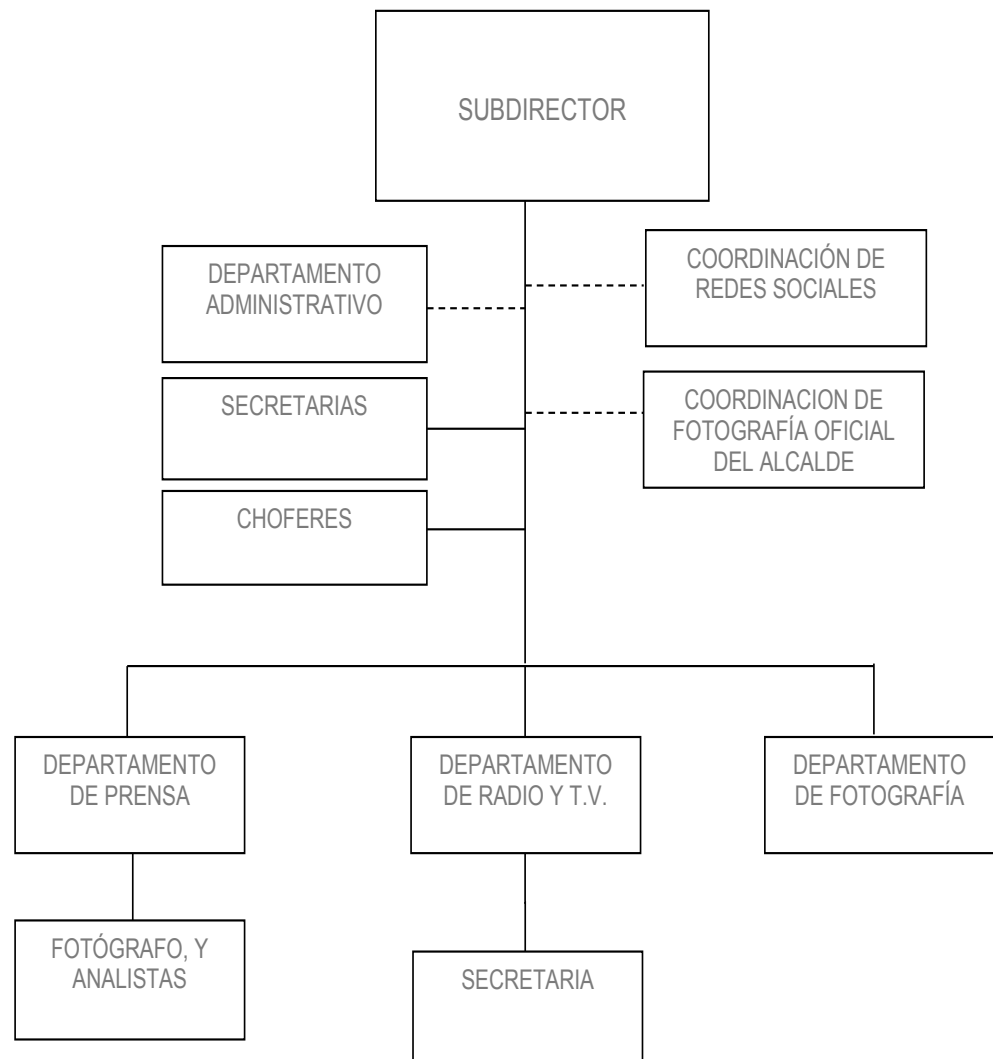 SUBDIRECTOR
DEPARTAMENTO
ADMINISTRATIVO
COORDINACIÓN DE
REDES SOCIALES
SECRETARIAS
COORDINACION DE
FOTOGRAFÍA OFICIAL
DEL ALCALDE
CHOFERES
DEPARTAMENTO
DE PRENSA
DEPARTAMENTO
DE RADIO Y T.V.
DEPARTAMENTO
DE FOTOGRAFÍA
FOTÓGRAFO, Y
ANALISTAS
SECRETARIA